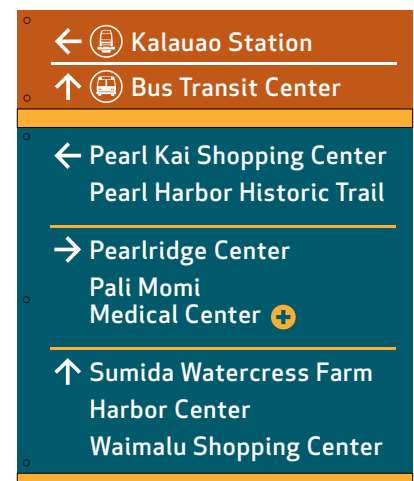 Kalauao Station
Bus Transit Center
Pearl Kai Shopping Center
Pearl Harbor Historic Trail
Pearlridge Center
Pali Momi
Medical Center
Sumida Watercress Farm
Harbor Center
Waimalu Shopping Center